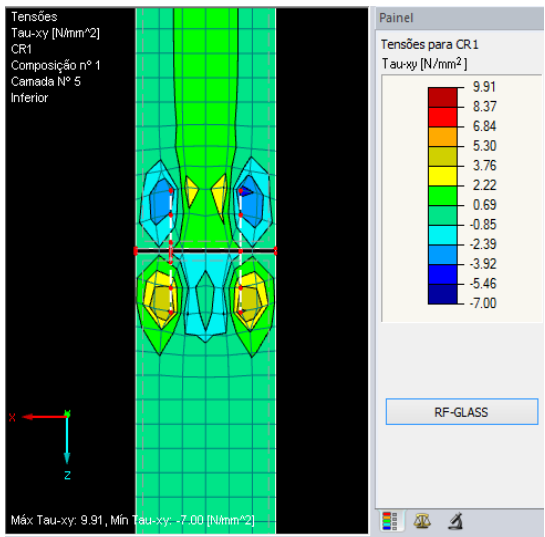 Tensões
Tau-xy [N/mm^2]
CR1
Composição nº 1
Camada Nº 5
Inferior
X
Y
Z
Máx Tau-xy: 9.91, Mín Tau-xy: -7.00 [N/mm^2]
Painel
Tensões para CR1
Tau-xy [N/mm²]
9.91
8.37
6.84
5.30
3.76
2.22
0.69
-0.85
-2.39
-3.92
-5.46
-7.00
RF-GLASS